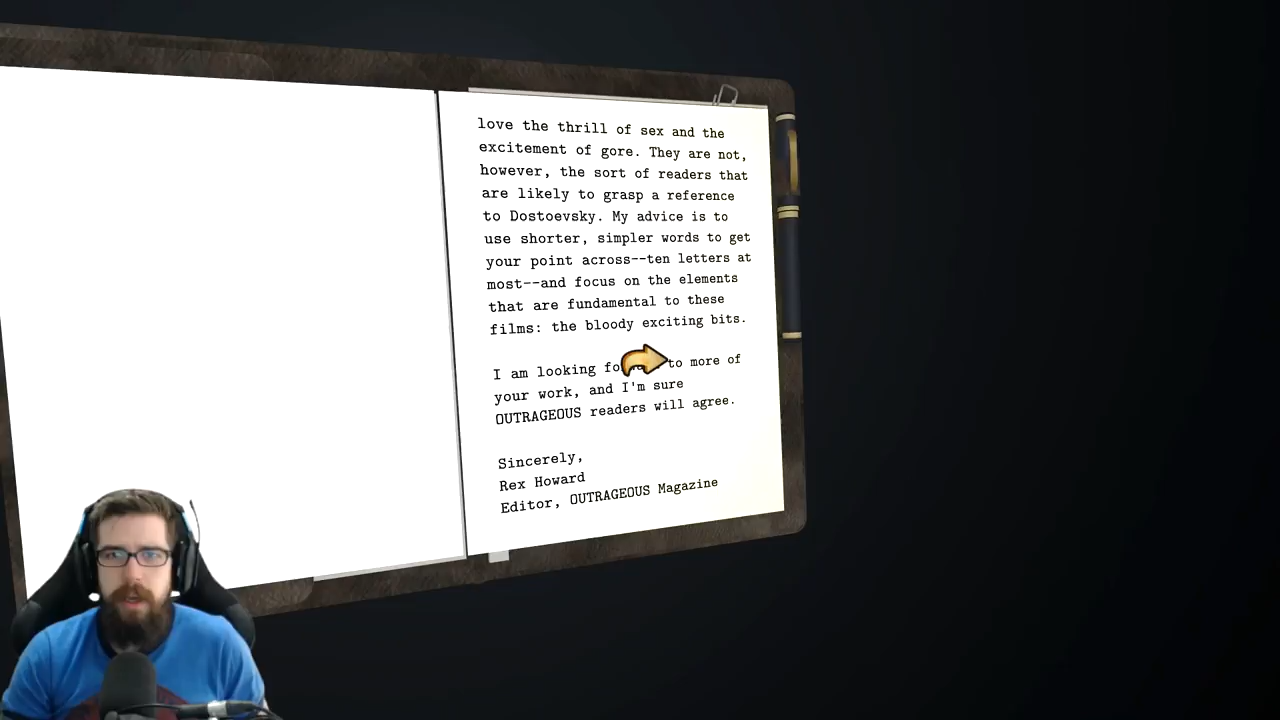 love the thrill of sex and the
excitement of gore. They are not,
however, the sort of readers that
are likely to grasp a reference
to Dostoevsky. My advice is to
use shorter, simpler words to get
your point across--ten letters at
most--and focus on the elements
that are fundamental to these
films: the bloody exciting bits.
I am looking to more of
your work, and I'm sure
OUTRAGEOUS readers will agree.
Sincerely,
Rex Howard
Editor, OUTRAGEOUS Magazine